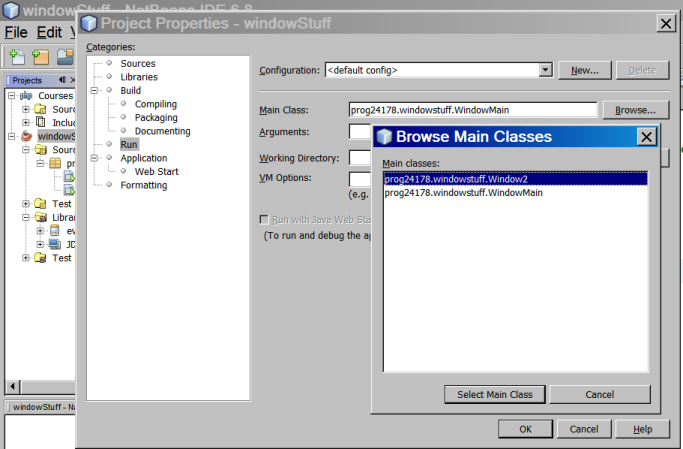 windowStuff - NetBeans IDE 6.8
File Edit V
Projects
Courses
Sourc
Includ
windowS
Sourc
pr
Test
Librar
ev
JD
Test
windowStuff - Na
Project Properties - windowStuff
Categories:
Sources
Libraries
Build
Compiling
Packaging
Documenting
Run
Application
Web Start
Formatting
Configuration: <default config> New... Delete
Main Class: prog24178.windowstuff.WindowMain Browse...
Arguments:
Working Directory:
VM Options:
(e.g.
Run with Java Web Sta
(To run and debug the ap
OK Cancel Help
Browse Main Classes
Main classes:
prog24178.windowstuff.Window2
prog24178.windowstuff.WindowMain
Select Main Class Cancel